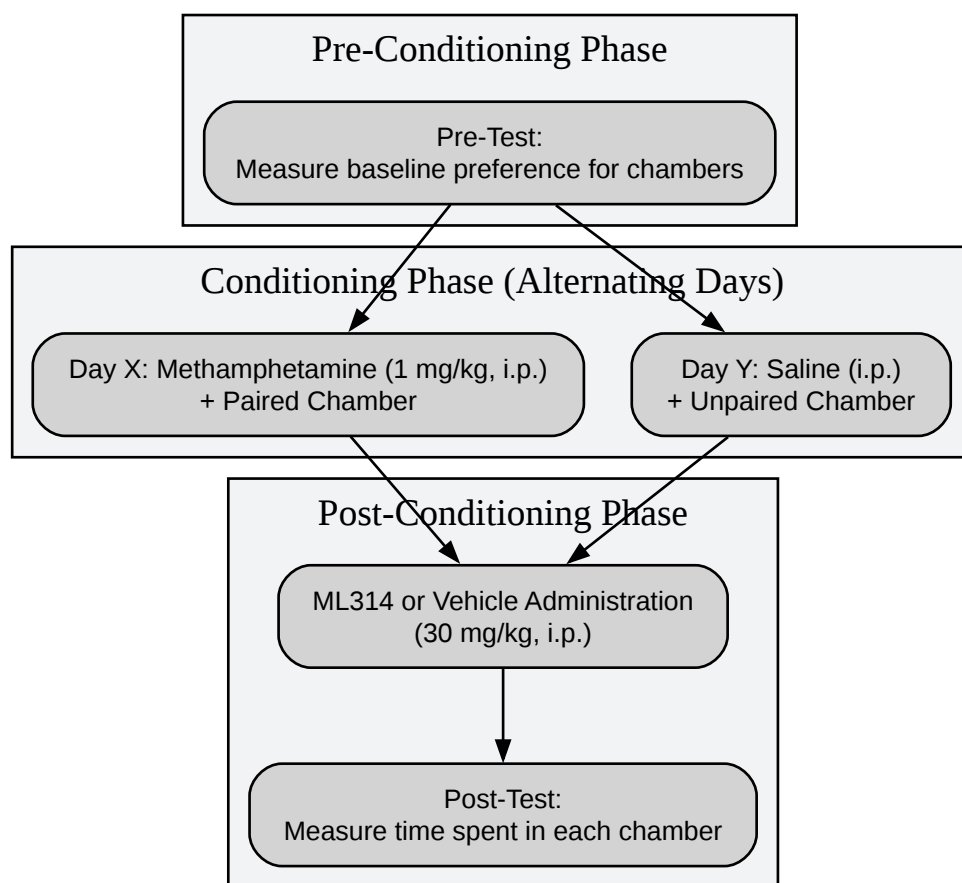 Pre-Conditioning Phase
Pre-Test:
Measure baseline preference for chambers
Conditioning Phase (Alternating Days)
Day X: Methamphetamine (1 mg/kg, i.p.)
+ Paired Chamber
Day Y: Saline (i.p.)
+ Unpaired Chamber
Post-Conditioning Phase
ML314 or Vehicle Administration
(30 mg/kg, i.p.)
Post-Test:
Measure time spent in each chamber